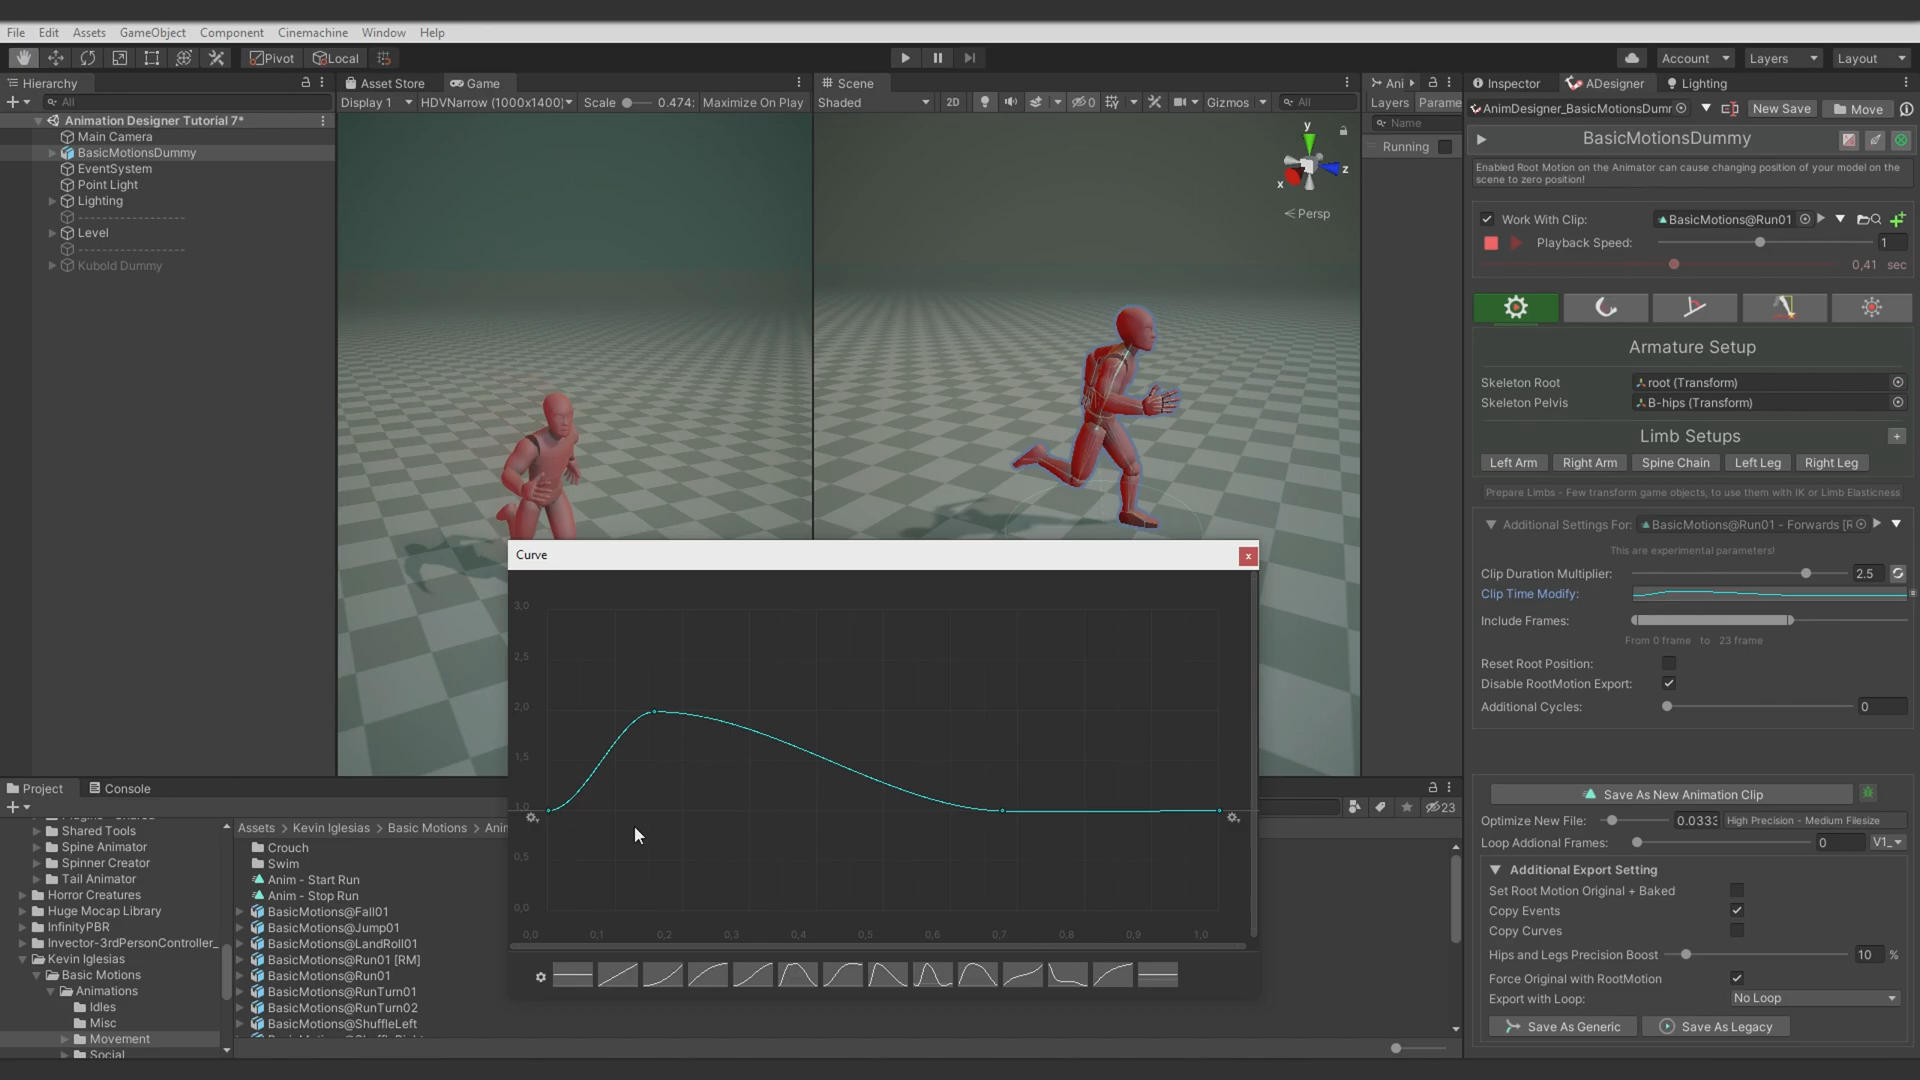 File Edit Assets GameObject Component Cinemachine Window Help
Pivot Local Account Layers Layout
Hierarchy
All
Animation Designer Tutorial 7*
Main Camera
BasicMotionsDummy
EventSystem
Point Light
Lighting
--------------------
Level
--------------------
Kubold Dummy
Asset Store Game
Display 1 HDVNarrow (1000x1400) Scale 0.474: Maximize On Play
Scene
Shaded 2D 0 Gizmos All
y
z
x
Persp
Ani
Layers Parame
Name
Running
Inspector ADesigner Lighting
AnimDesigner_BasicMotionsDumm New Save Move
BasicMotionsDummy
Enabled Root Motion on the Animator can cause changing position of your model on the
scene to zero position!
Work With Clip: BasicMotions@Run01
Playback Speed: 1
0,41 sec
Armature Setup
Skeleton Root root (Transform)
Skeleton Pelvis B-hips (Transform)
Limb Setups +
Left Arm Right Arm Spine Chain Left Leg Right Leg
Prepare Limbs - Few transform game objects, to use them with IK or Limb Elasticness
Additional Settings For: BasicMotions@Run01 - Forwards [R
This are experimental parameters!
Clip Duration Multiplier: 2.5
Clip Time Modify:
Include Frames:
From 0 frame to 23 frame
Reset Root Position:
Disable RootMotion Export:
Additional Cycles: 0
Save As New Animation Clip
Optimize New File: 0.0333 High Precision - Medium Filesize
Loop Addional Frames: 0 V1_
Additional Export Setting
Set Root Motion Original + Baked
Copy Events
Copy Curves
Hips and Legs Precision Boost 10 %
Force Original with RootMotion
Export with Loop: No Loop
Save As Generic Save As Legacy
Curve x
3,0
2,5
2,0
1,5
1,0
0,5
0,0
0,0 0,1 0,2 0,3 0,4 0,5 0,6 0,7 0,8 0,9 1,0
Project Console
23
Shared Tools
Spine Animator
Spinner Creator
Tail Animator
Horror Creatures
Huge Mocap Library
InfinityPBR
Invector-3rdPersonController_
Kevin Iglesias
Basic Motions
Animations
Idles
Misc
Movement
Social
Assets > Kevin Iglesias > Basic Motions > Anim
Crouch
Swim
Anim - Start Run
Anim - Stop Run
BasicMotions@Fall01
BasicMotions@Jump01
BasicMotions@LandRoll01
BasicMotions@Run01 [RM]
BasicMotions@Run01
BasicMotions@RunTurn01
BasicMotions@RunTurn02
BasicMotions@ShuffleLeft